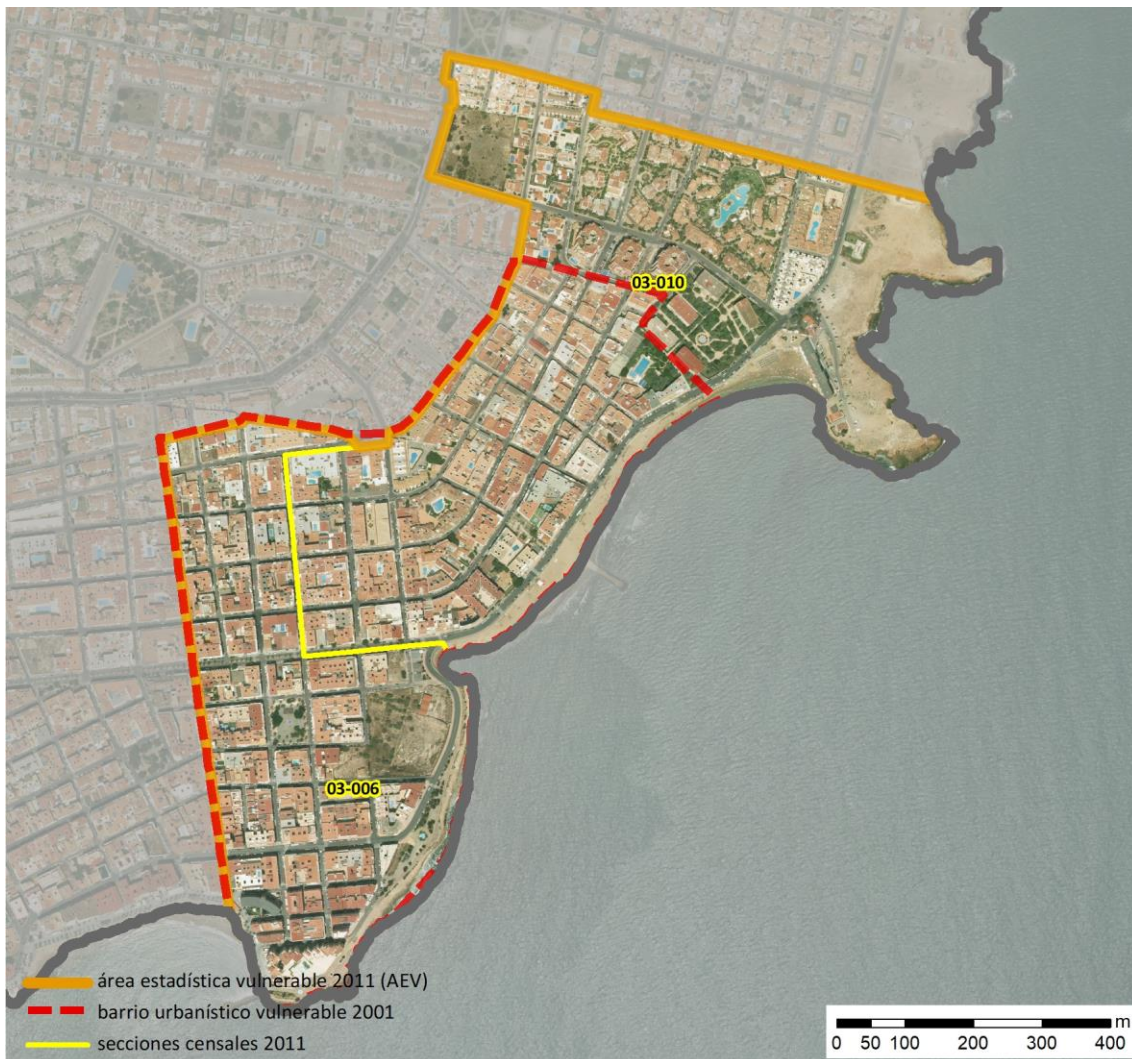 03-010
03-006
área estadística vulnerable 2011 (AEV)
barrio urbanístico vulnerable 2001
secciones censales 2011
m
0 50 100 200 300 400